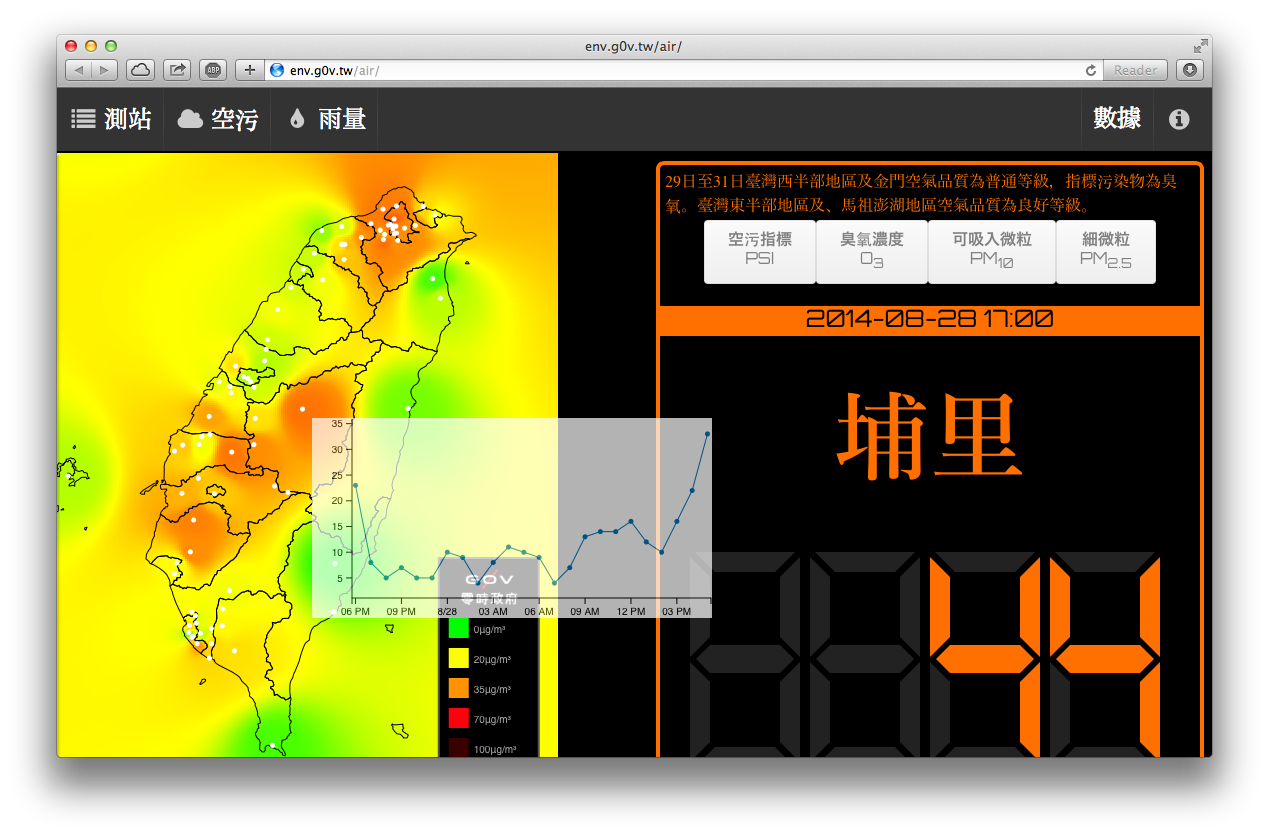 env.g0v.tw/air/
ABP
env.g0v.tw/air/
Reader
測站
空污
雨量
數據
29日至31日臺灣西半部地區及金門空氣品質為普通等級，指標污染物為臭
氧。臺灣東半部地區及、馬祖澎湖地區空氣品質為良好等級。
空污指標
PSI
臭氧濃度
O3
可吸入微粒
PM10
細微粒
PM2.5
2014-08-28 17:00
埔里
44
35
30
25
20
15
10
5
06 PM 09 PM 8/28 03 AM 06 AM 09 AM 12 PM 03 PM
G0V
零時政府
0μg/m³
20μg/m³
35μg/m³
70μg/m³
100μg/m³